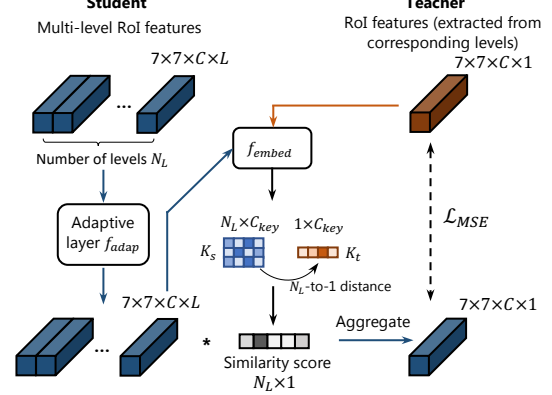 Student
Teacher
Multi-level RoI features
RoI features (extracted from
corresponding levels)
7×7×C×L
7×7×C×1
...
Number of levels N_L
f_embed
Adaptive
layer f_adap
N_L×C_key
1×C_key
K_s
K_t
N_L-to-1 distance
ℒ_MSE
7×7×C×L
7×7×C×1
...
*
Aggregate
Similarity score
N_L×1